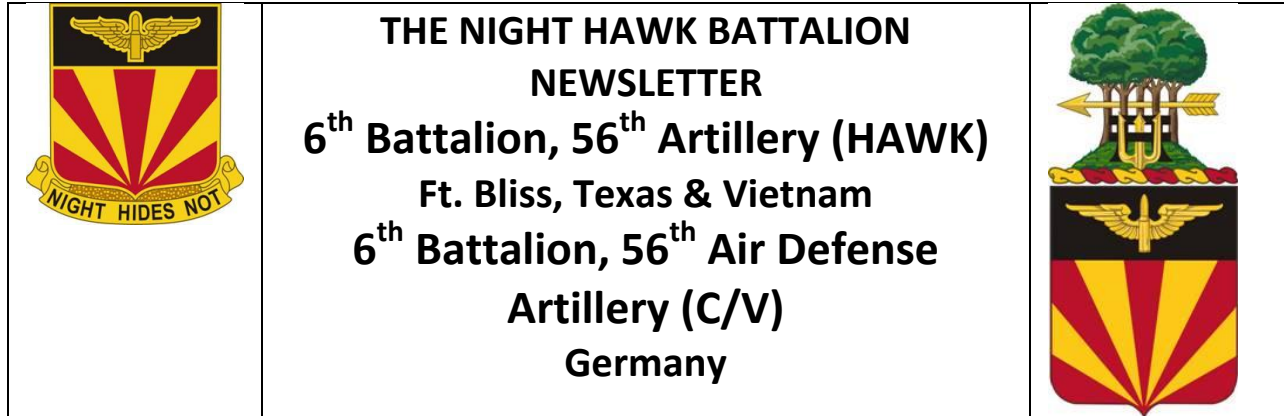 NIGHT HIDES NOT
THE NIGHT HAWK BATTALION
NEWSLETTER
6th Battalion, 56th Artillery (HAWK)
Ft. Bliss, Texas & Vietnam
6th Battalion, 56th Air Defense
Artillery (C/V)
Germany